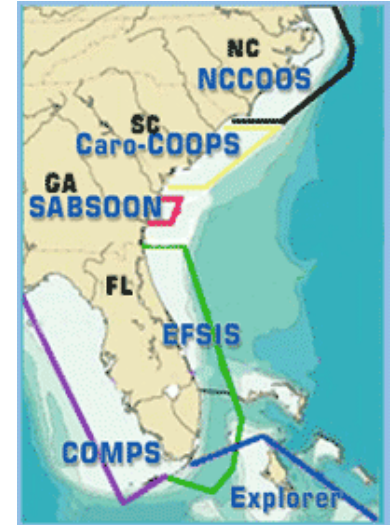 NC
NCCOOS
SC
Caro-COOPS
GA
SABSOON
FL
EFSIS
COMPS
Explorer